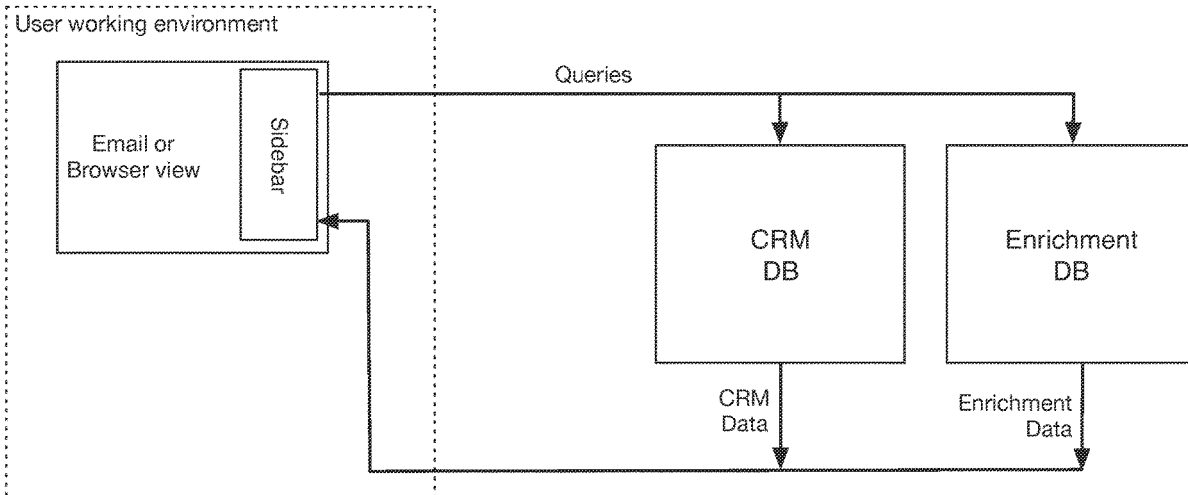 User working environment
Queries
Email or
Browser view
Sidebar
CRM
DB
Enrichment
DB
CRM
Data
Enrichment
Data